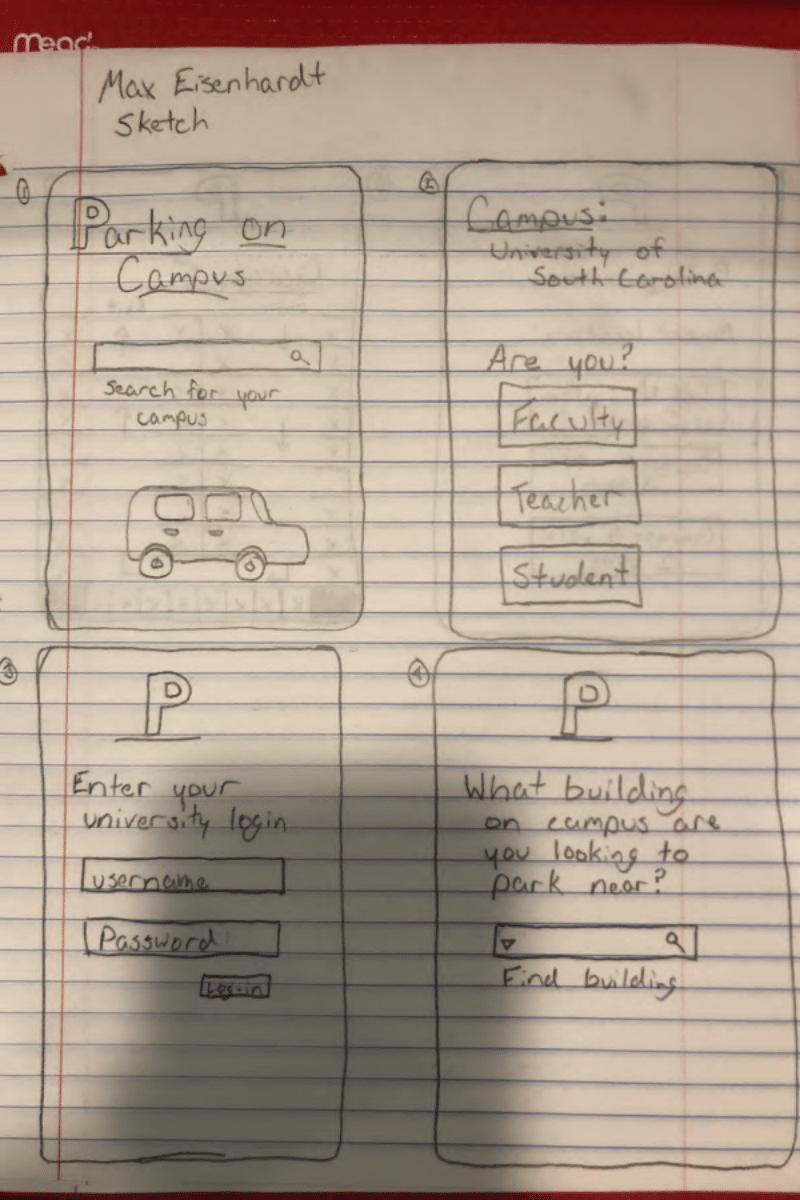 Mead
Max Eisenhardt
Sketch
①
Parking on
Campus
Search for your
campus
②
Campus:
University of
South Carolina
Are you?
Faculty
Teacher
Student
③
P
Enter your
university login
username
Password
Log-in
④
P
What building
on campus are
you looking to
park near?
Find building